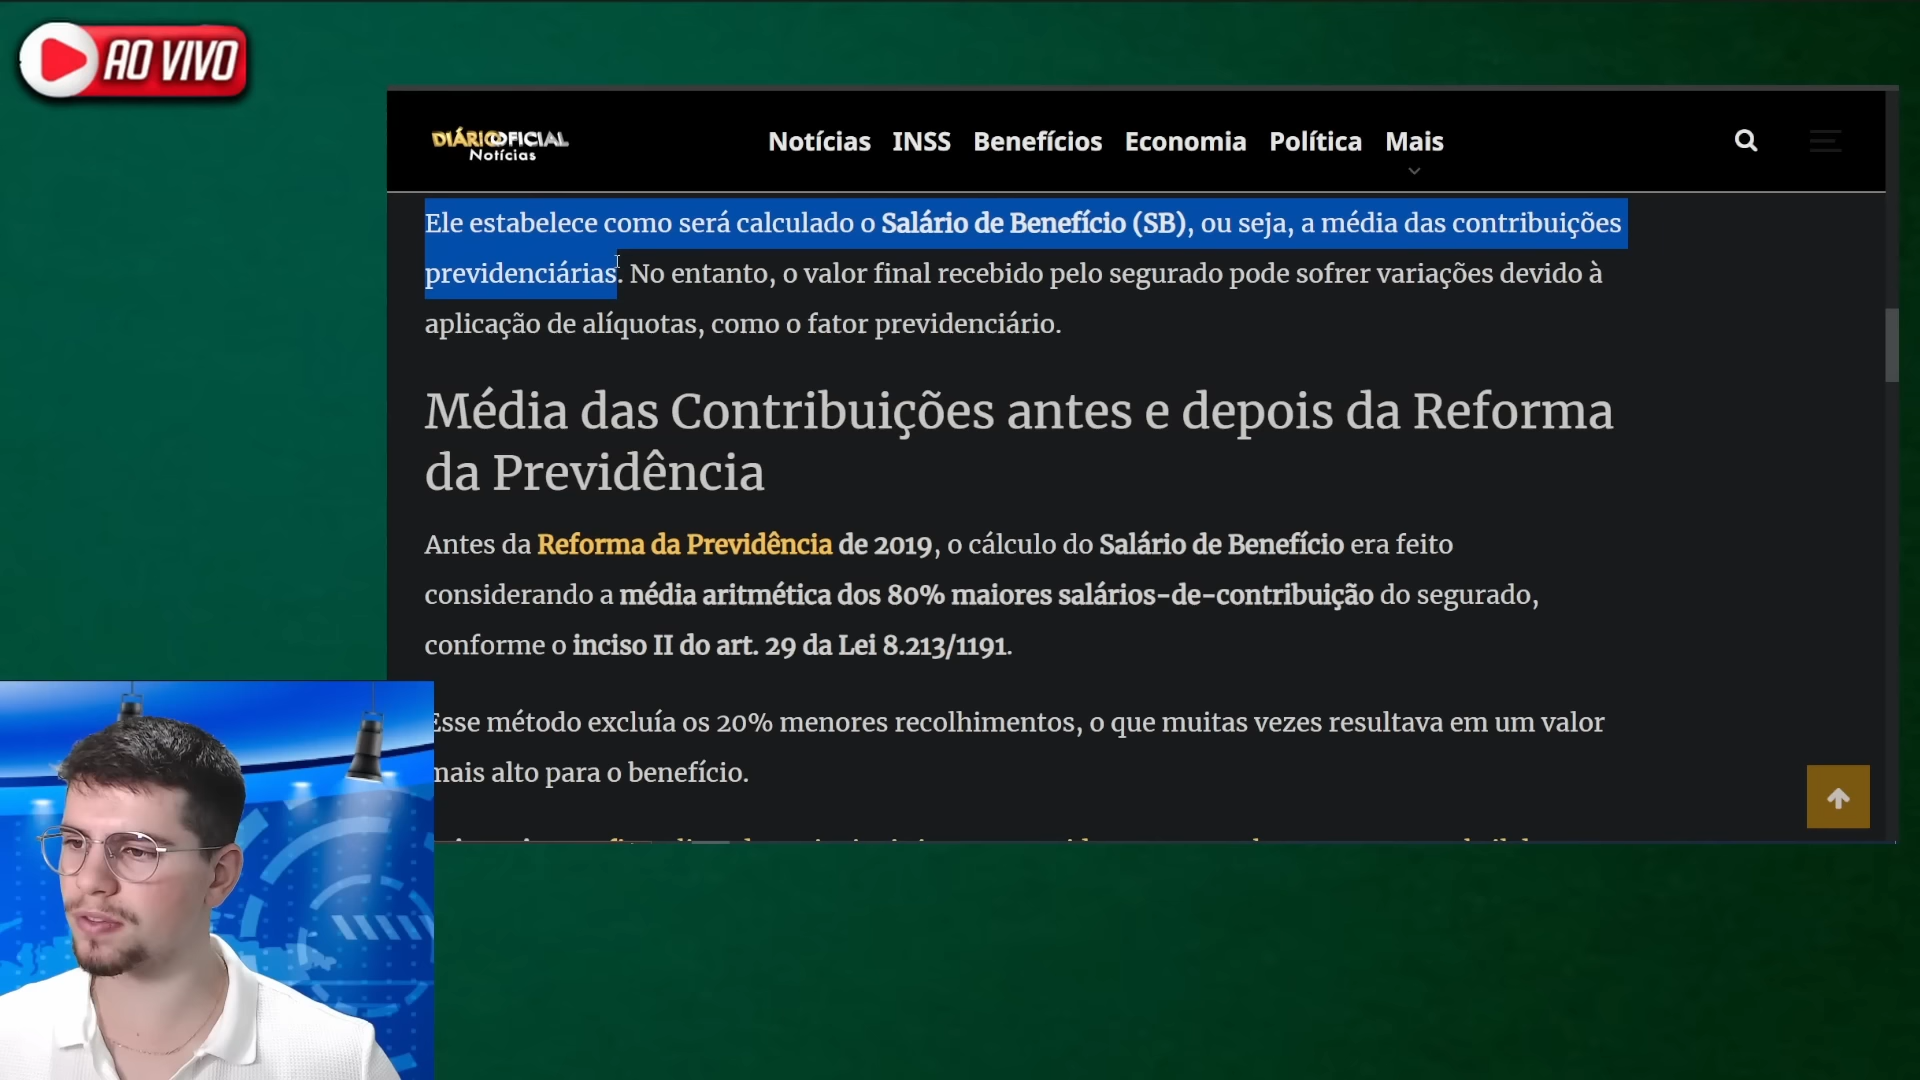 AO VIVO
DIÁRIO OFICIAL
Notícias
Notícias INSS Benefícios Economia Política Mais
Ele estabelece como será calculado o Salário de Benefício (SB), ou seja, a média das contribuições
previdenciárias. No entanto, o valor final recebido pelo segurado pode sofrer variações devido à
aplicação de alíquotas, como o fator previdenciário.
Média das Contribuições antes e depois da Reforma
da Previdência
Antes da Reforma da Previdência de 2019, o cálculo do Salário de Benefício era feito
considerando a média aritmética dos 80% maiores salários-de-contribuição do segurado,
conforme o inciso II do art. 29 da Lei 8.213/1191.
Esse método excluía os 20% menores recolhimentos, o que muitas vezes resultava em um valor
mais alto para o benefício.